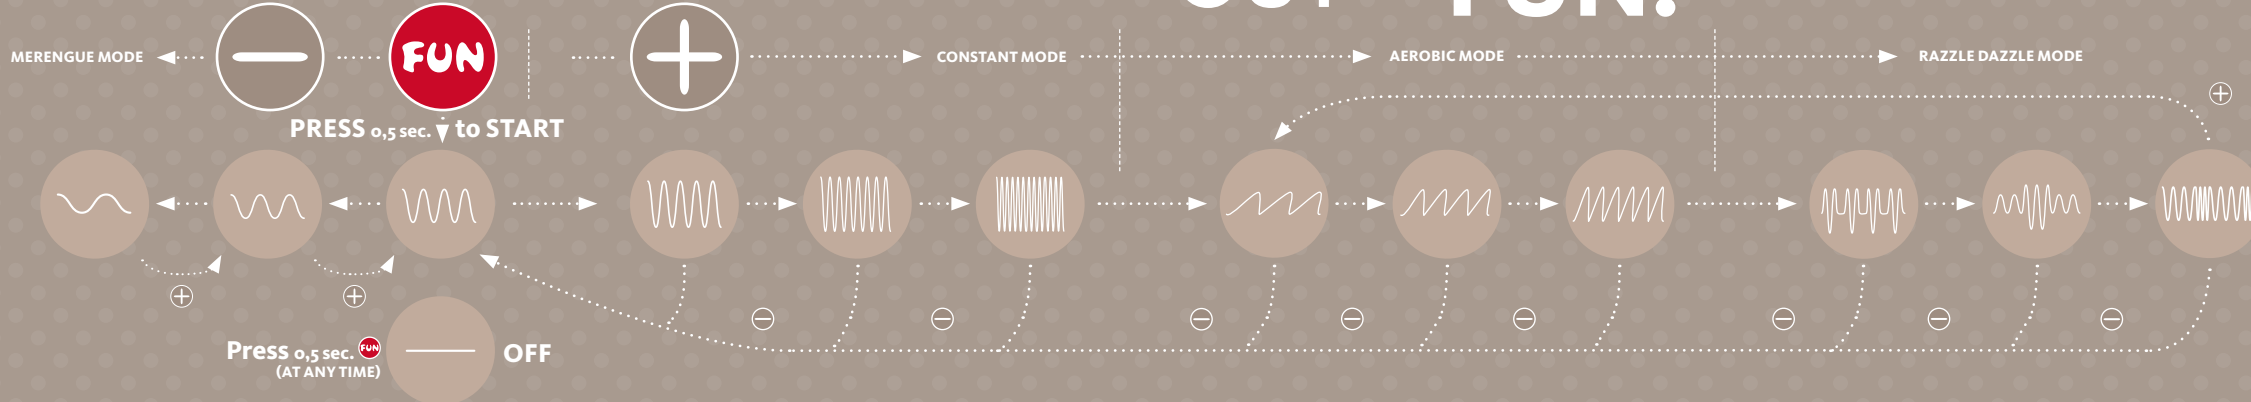 FUN.
MERENGUE MODE
FUN
CONSTANT MODE
AEROBIC MODE
RAZZLE DAZZLE MODE
PRESS 0,5 sec. to START
Press 0,5 sec. FUN
(AT ANY TIME)
OFF